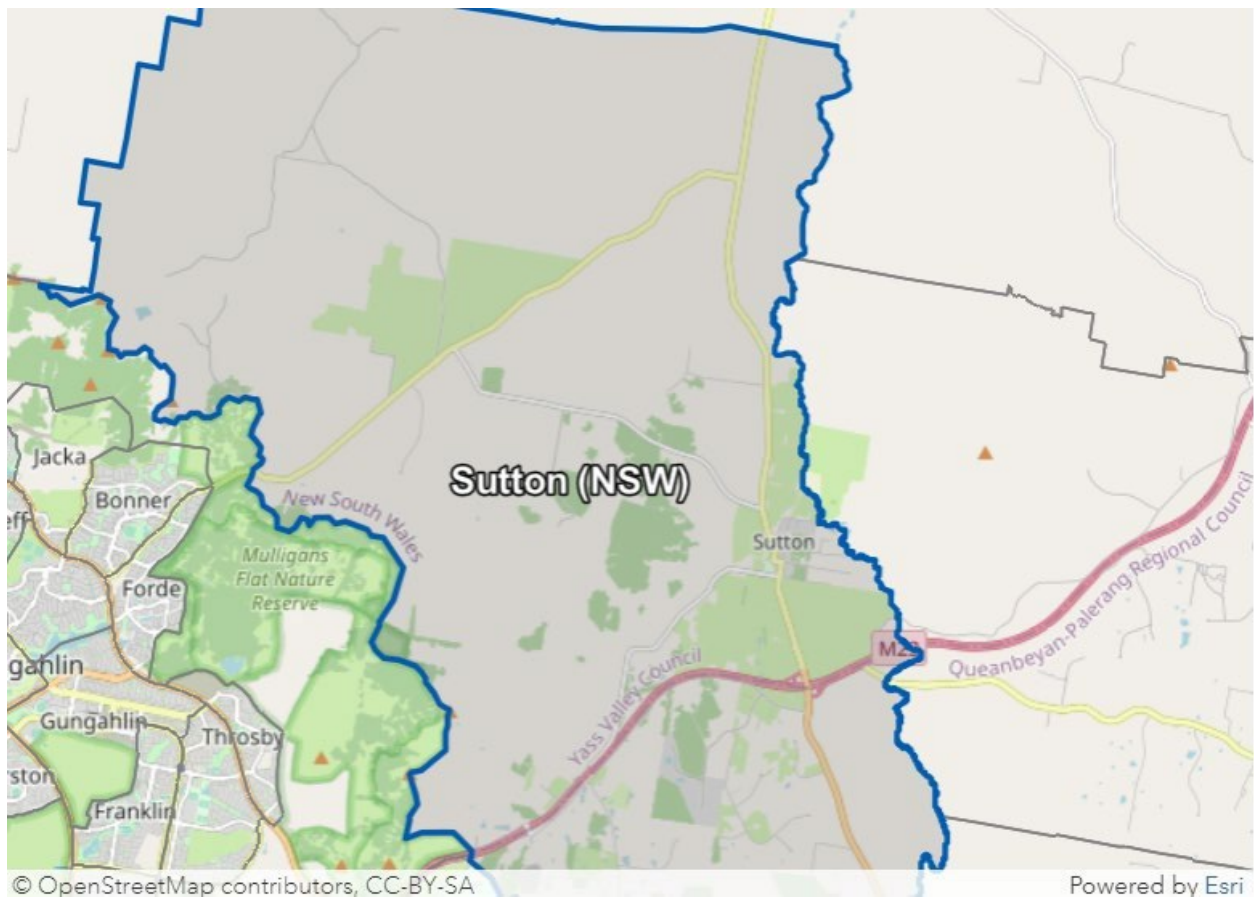 Sutton (NSW)
Jacka
Bonner
eff
New South Wales
Mulligans
Flat Nature
Reserve
Sutton
Forde
M23
Queanbeyan-Palerang Regional Council
Yass Valley Council
gahlin
Gungahlin
Throsby
rston
Franklin
© OpenStreetMap contributors, CC-BY-SA
Powered by Esri